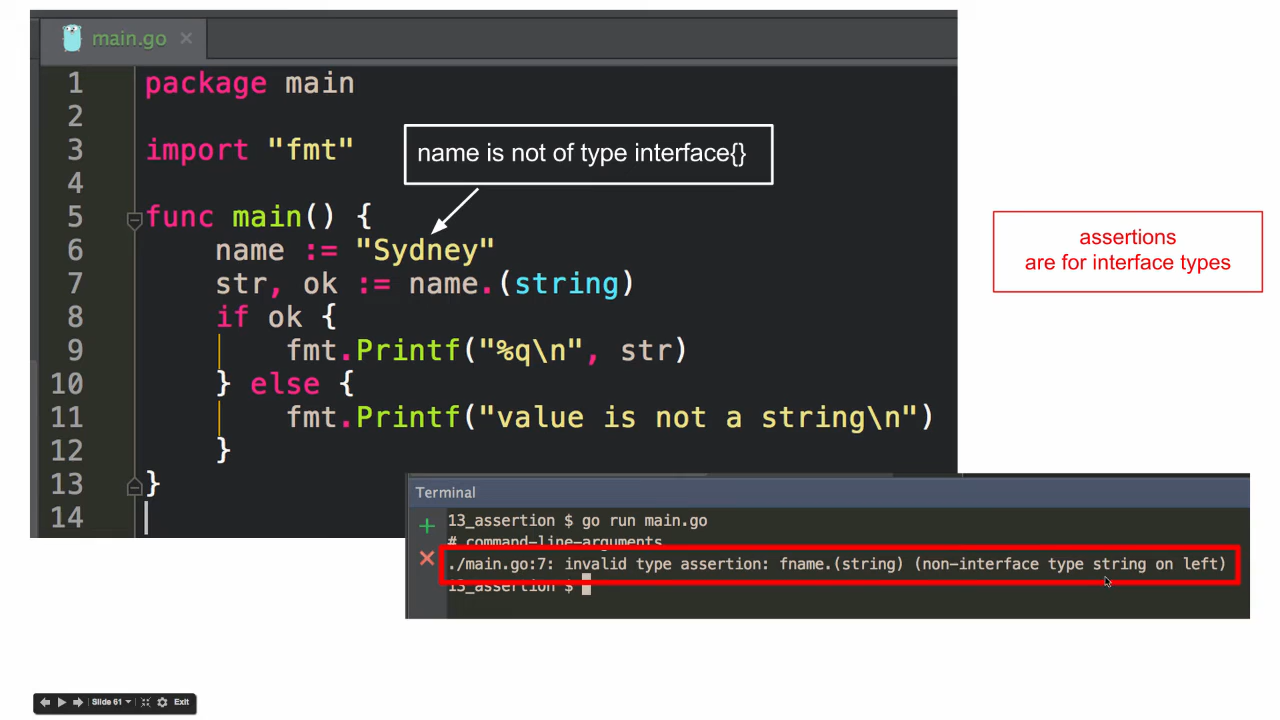 main.go ×
1 package main
2
3 import "fmt"
4
name is not of type interface{}
5 func main() {
6 name := "Sydney"
7 str, ok := name.(string)
8 if ok {
9 fmt.Printf("%q\n", str)
10 } else {
11 fmt.Printf("value is not a string\n")
12 }
13 }
14
assertions
are for interface types
Terminal
13_assertion $ go run main.go
# command-line-arguments
./main.go:7: invalid type assertion: fname.(string) (non-interface type string on left)
13_assertion $
Slide 61 Exit